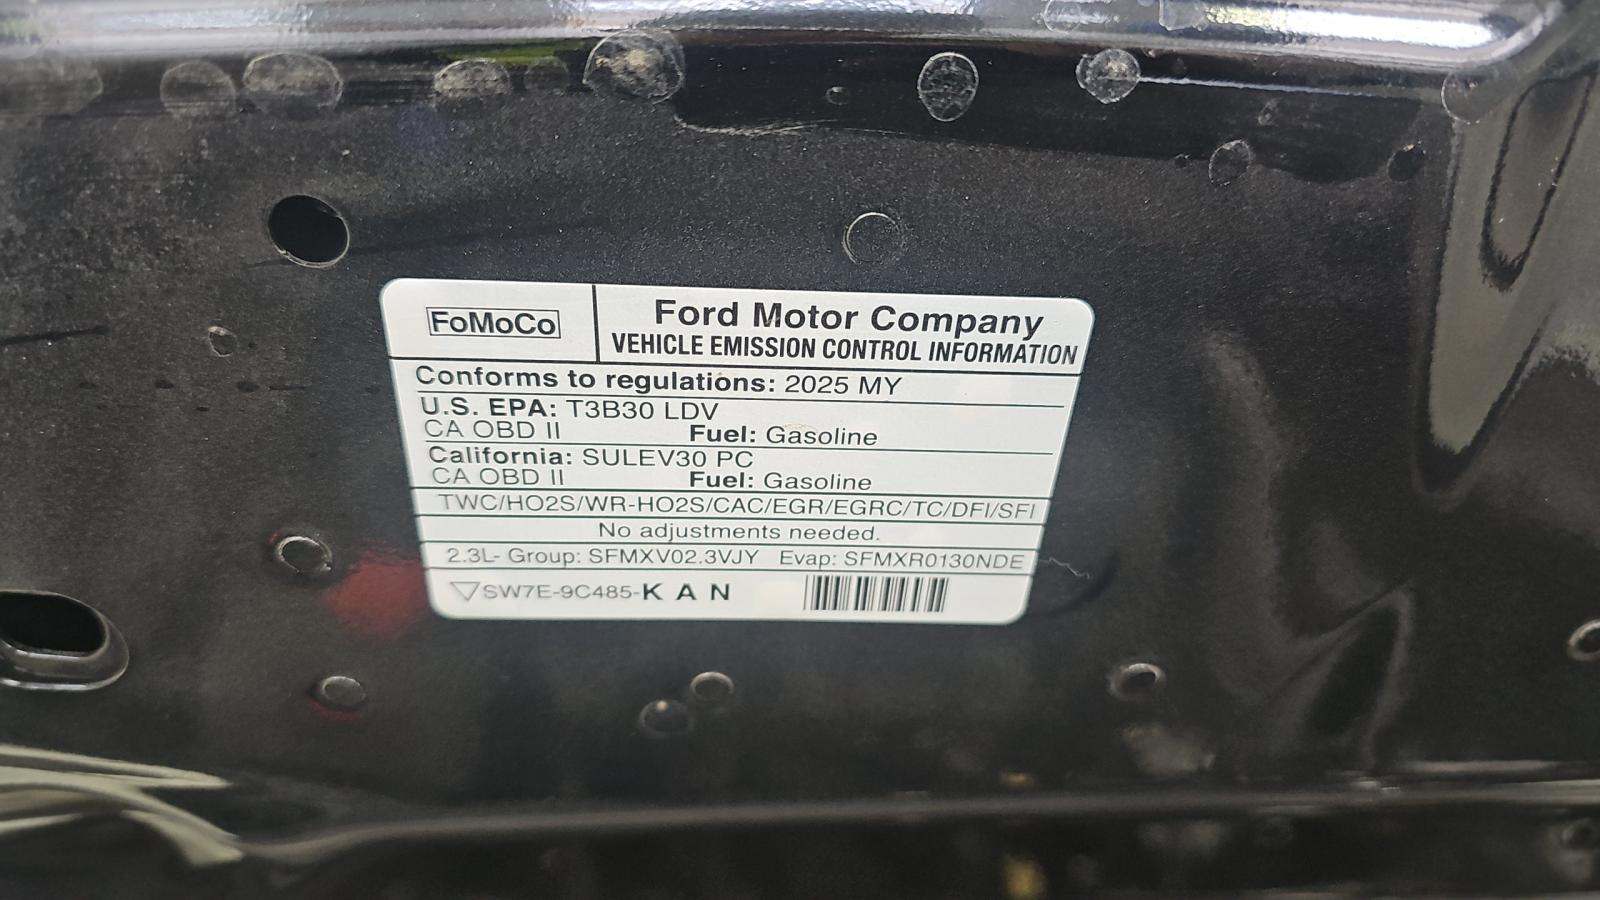 FoMoCo
Ford Motor Company
VEHICLE EMISSION CONTROL INFORMATION
Conforms to regulations: 2025 MY
U.S. EPA: T3B30 LDV
CA OBD II Fuel: Gasoline
California: SULEV30 PC
CA OBD II Fuel: Gasoline
TWC/HO2S/WR-HO2S/CAC/EGR/EGRC/TC/DFI/SFI
No adjustments needed.
2.3L- Group: SFMXV02.3VJY Evap: SFMXR0130NDE
SW7E-9C485-K A N